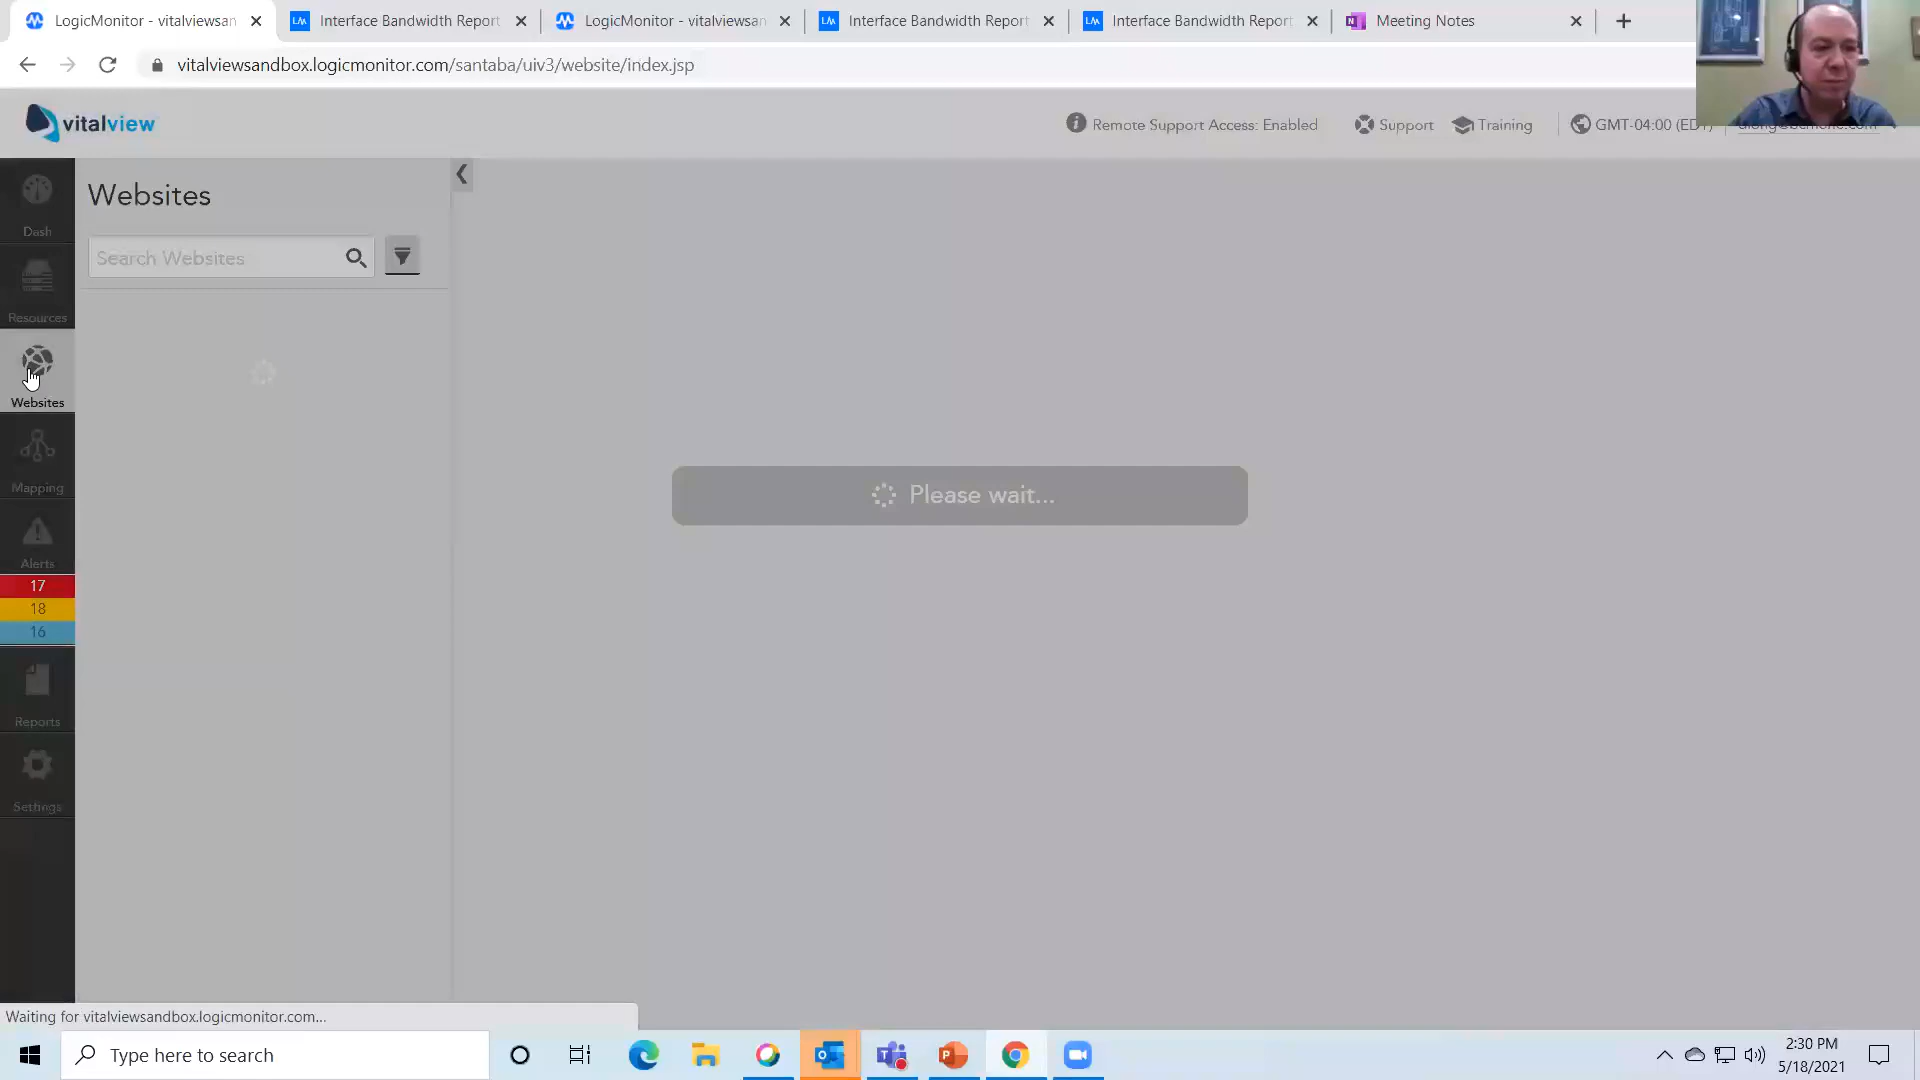 LogicMonitor - vitalviewsan
Interface Bandwidth Report
LogicMonitor - vitalviewsan
Interface Bandwidth Report
Interface Bandwidth Report
Meeting Notes
vitalviewsandbox.logicmonitor.com/santaba/uiv3/website/index.jsp
vitalview
Remote Support Access: Enabled
Support
Training
GMT-04:00
Websites
Search Websites
Dash
Resources
Websites
Mapping
Alerts
17
18
16
Reports
Settings
Please wait...
Waiting for vitalviewsandbox.logicmonitor.com...
Type here to search
2:30 PM
5/18/2021